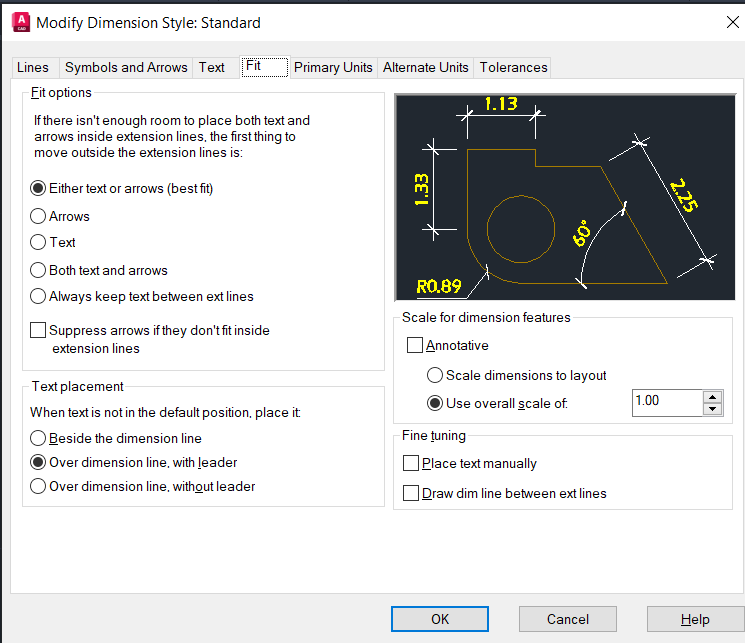 A
CAD
Modify Dimension Style: Standard
Lines
Symbols and Arrows
Text
Fit
Primary Units
Alternate Units
Tolerances
Fit options
If there isn't enough room to place both text and
arrows inside extension lines, the first thing to
move outside the extension lines is:
Either text or arrows (best fit)
Arrows
Text
Both text and arrows
Always keep text between ext lines
Suppress arrows if they don't fit inside
extension lines
Text placement
When text is not in the default position, place it:
Beside the dimension line
Over dimension line, with leader
Over dimension line, without leader
1.13
1.33
2.25
60°
R0.89
Scale for dimension features
Annotative
Scale dimensions to layout
Use overall scale of:
1.00
Fine tuning
Place text manually
Draw dim line between ext lines
OK
Cancel
Help